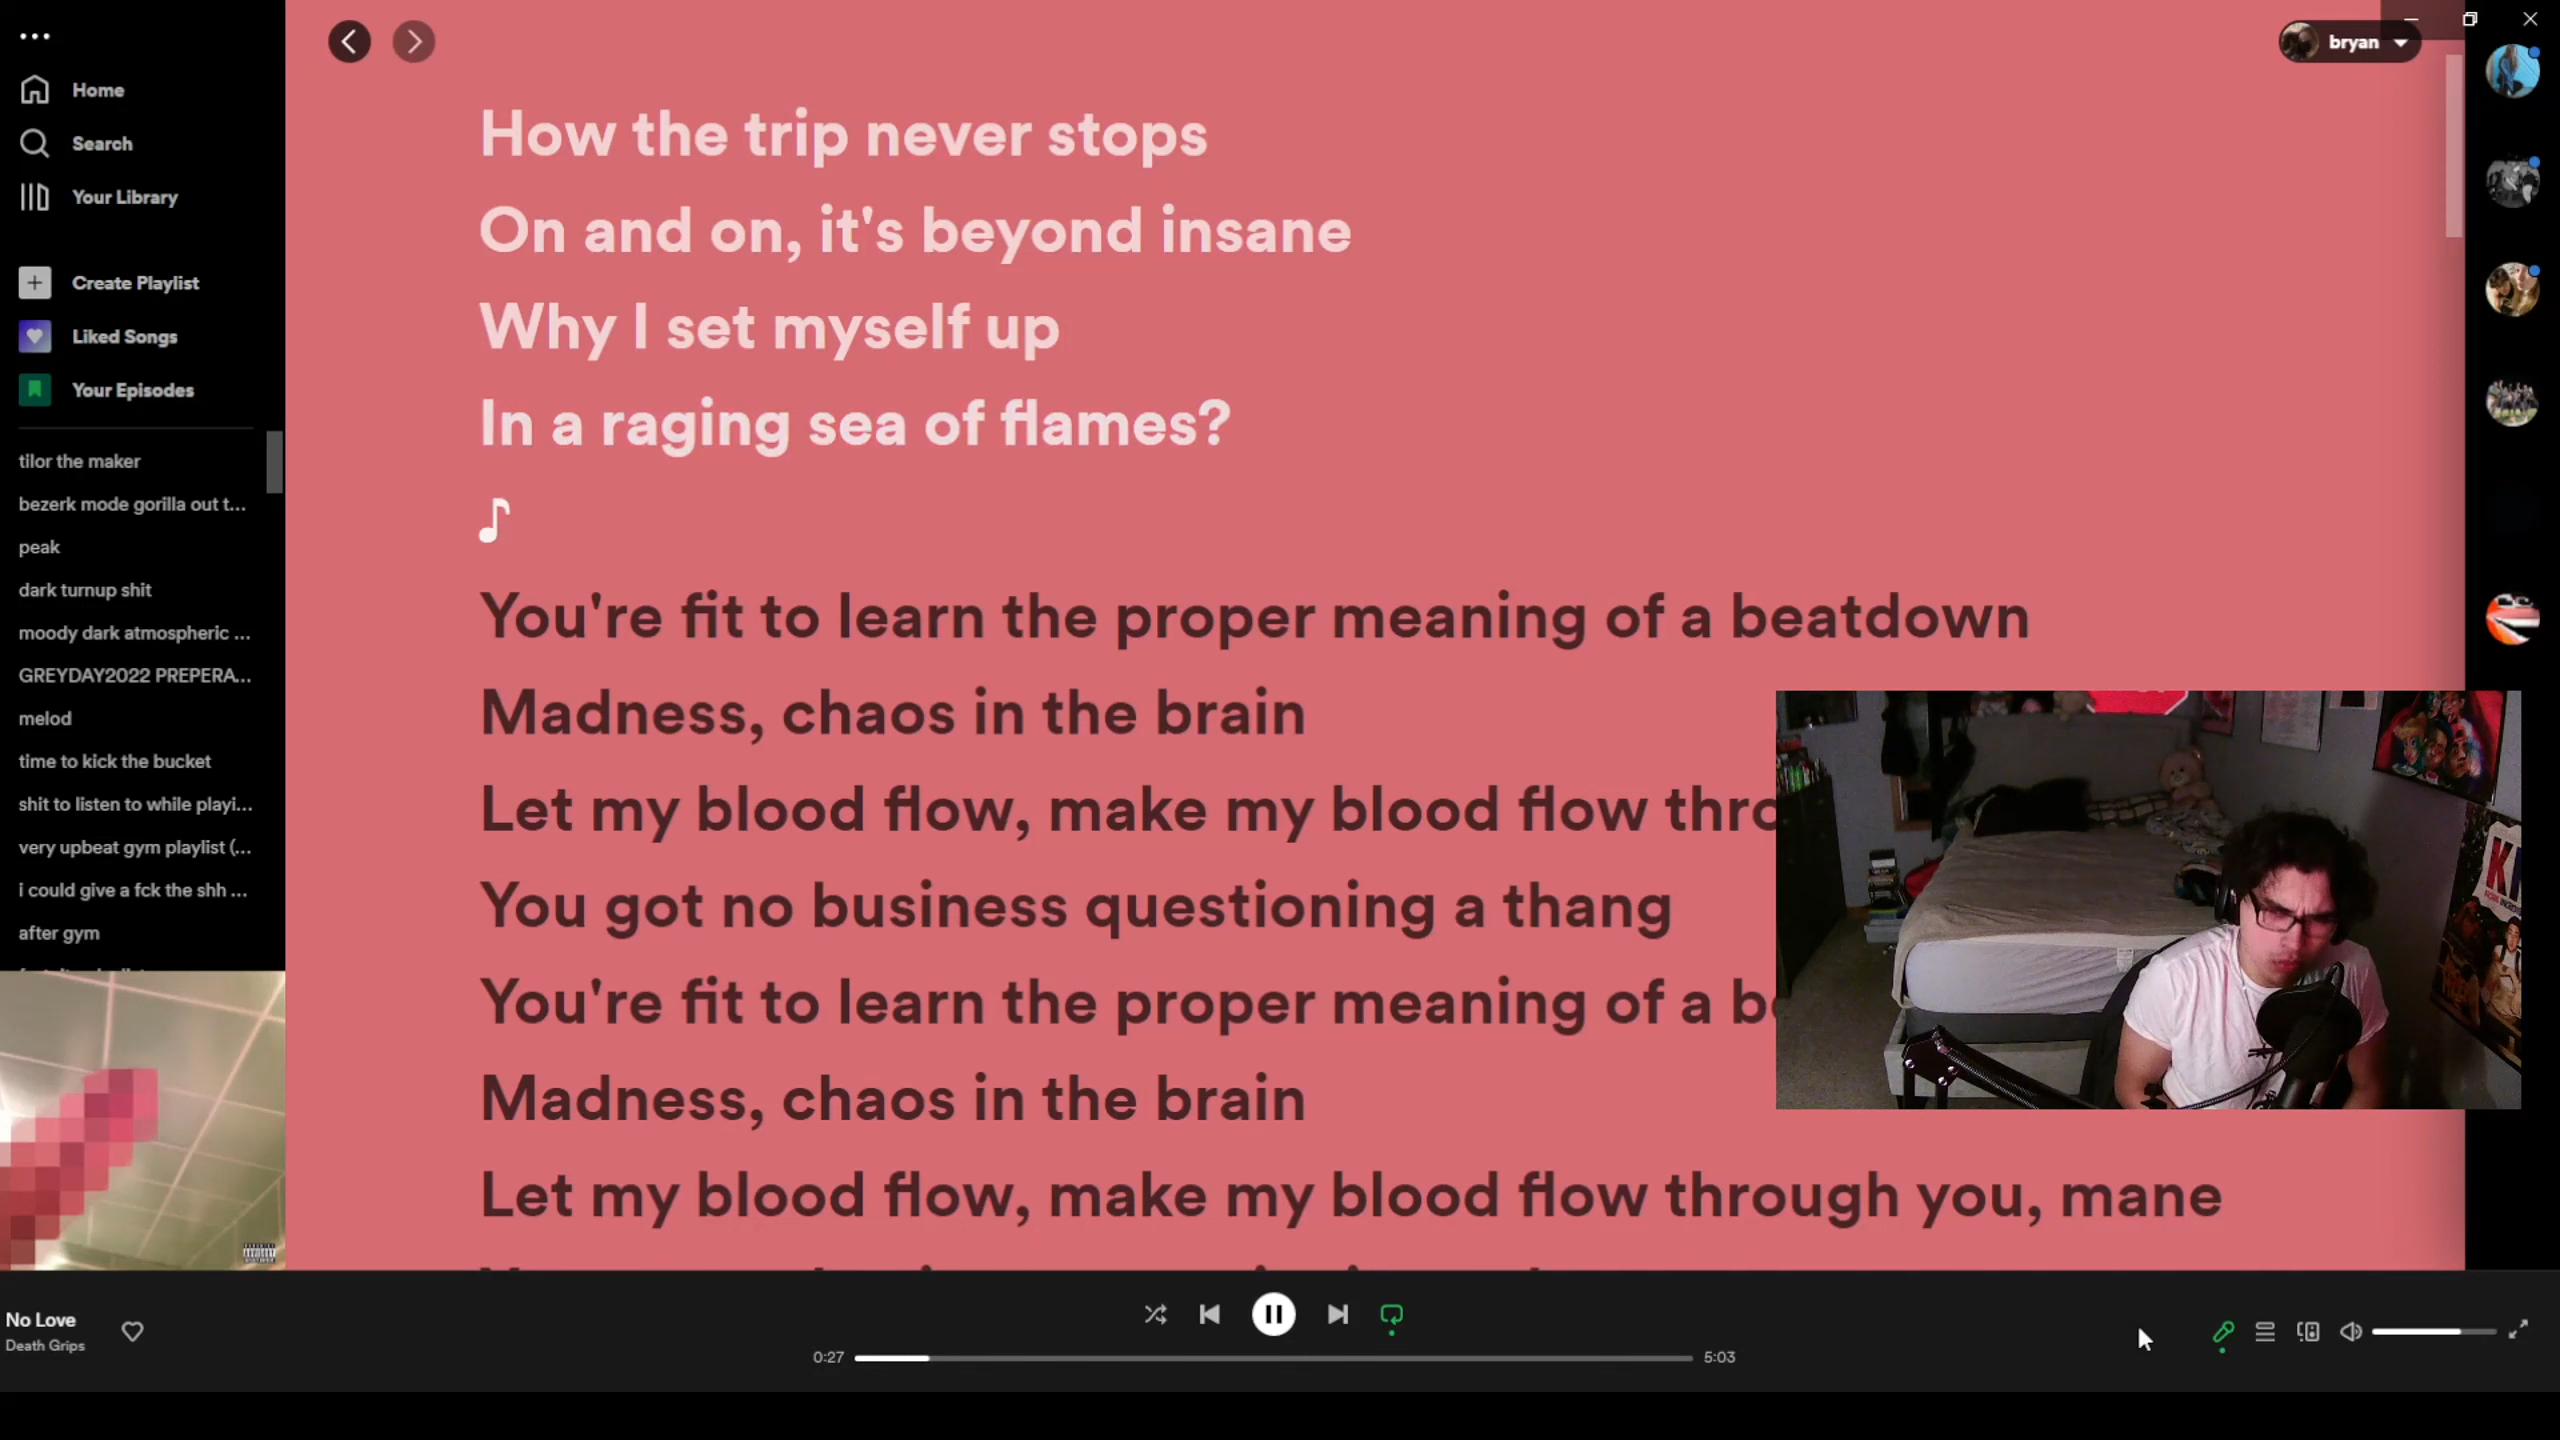 bryan
Home
Search
Your Library
Create Playlist
Liked Songs
Your Episodes
tilor the maker
bezerk mode gorilla out t...
peak
dark turnup shit
moody dark atmospheric ...
GREYDAY2022 PREPERA...
melod
time to kick the bucket
shit to listen to while playi...
very upbeat gym playlist (...
i could give a fck the shh ...
after gym
How the trip never stops
On and on, it's beyond insane
Why I set myself up
In a raging sea of flames?
You're fit to learn the proper meaning of a beatdown
Madness, chaos in the brain
Let my blood flow, make my blood flow thro
You got no business questioning a thang
You're fit to learn the proper meaning of a be
Madness, chaos in the brain
Let my blood flow, make my blood flow through you, mane
No Love
Death Grips
0:27
5:03